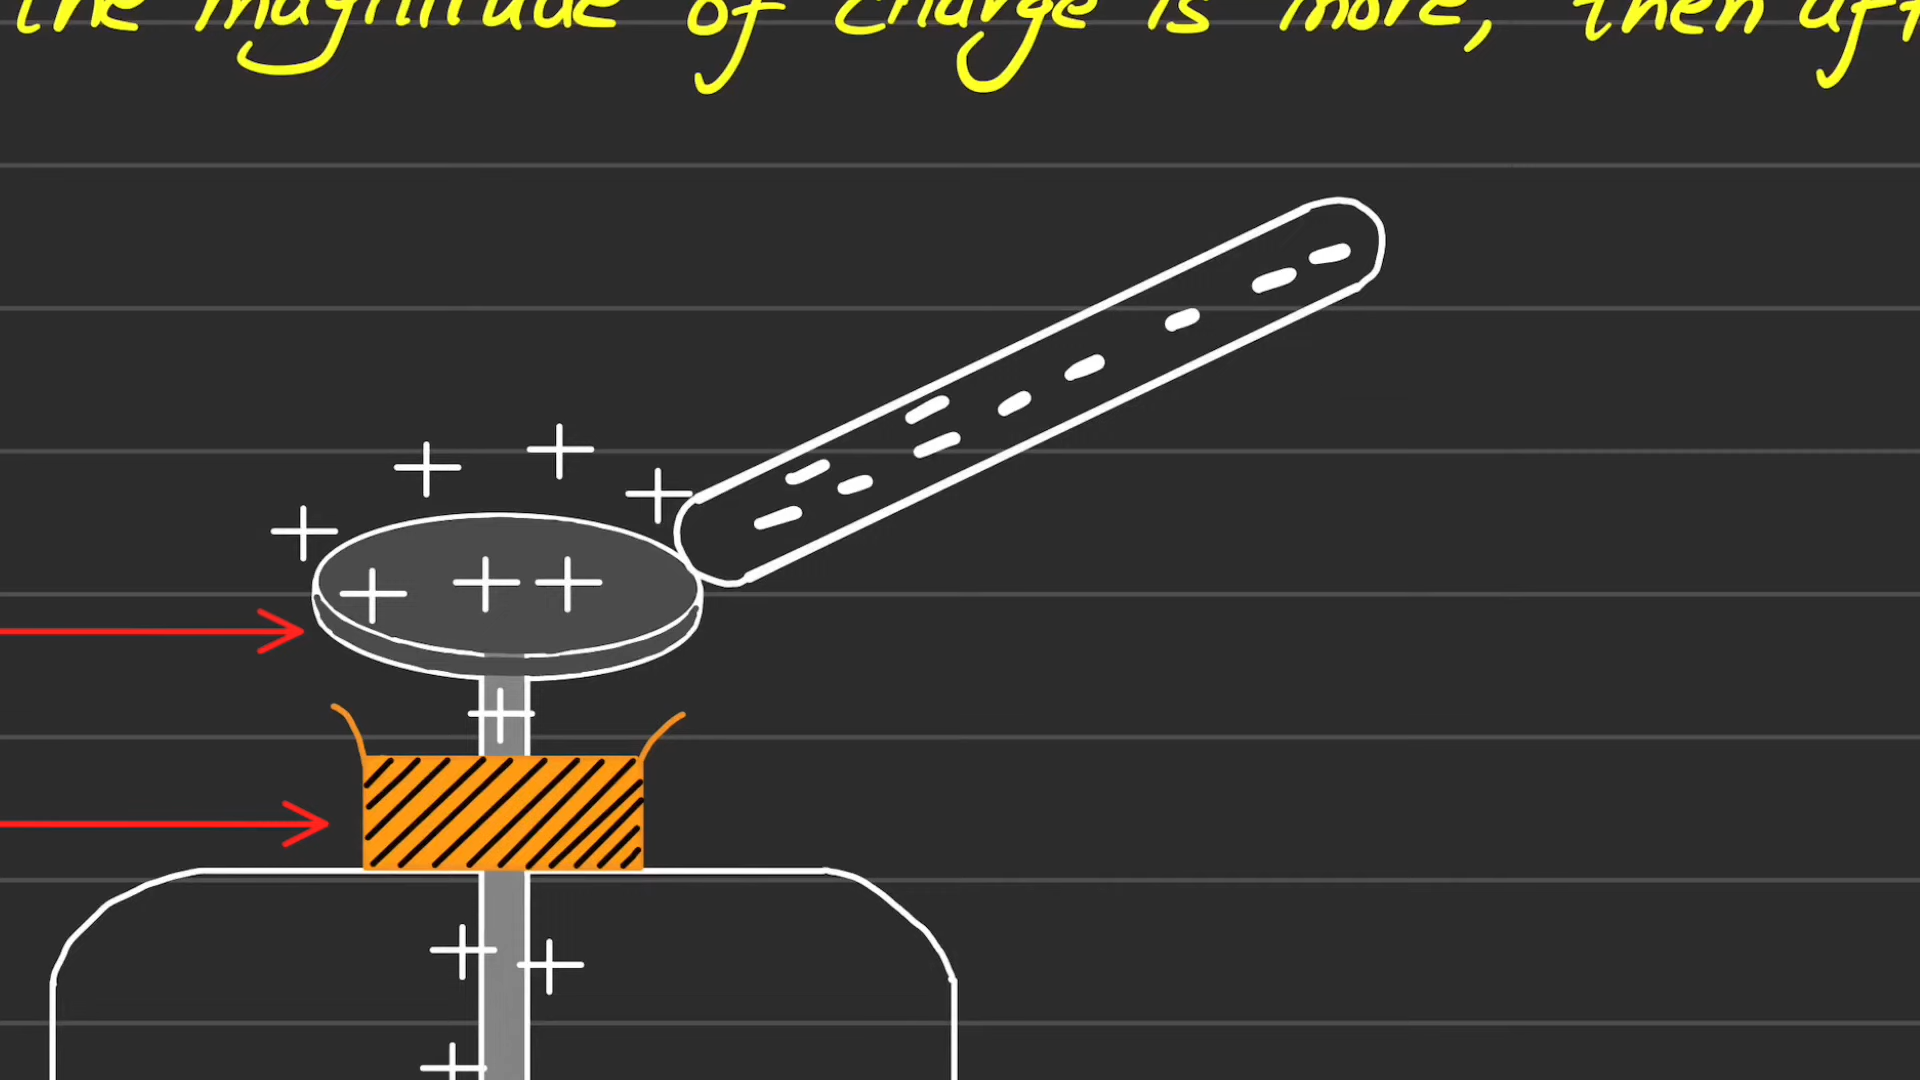 the magnitude of charge is more, then aft
+ +
+ +
+ + +
+
+ +
+